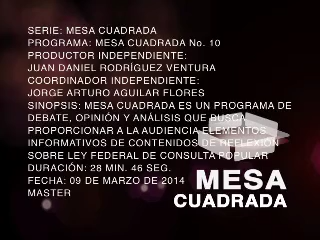 SERIE: MESA CUADRADA
PROGRAMA: MESA CUADRADA No. 10
PRODUCTOR INDEPENDIENTE:
JUAN DANIEL RODRÍGUEZ VENTURA
COORDINADOR INDEPENDIENTE:
JORGE ARTURO AGUILAR FLORES
SINOPSIS: MESA CUADRADA ES UN PROGRAMA DE
DEBATE, OPINIÓN Y ANÁLISIS QUE BUSCA
PROPORCIONAR A LA AUDIENCIA ELEMENTOS
INFORMATIVOS DE CONTENIDOS DE REFLEXIÓN
SOBRE LEY FEDERAL DE CONSULTA POPULAR
DURACIÓN: 28 MIN. 46 SEG.
FECHA: 09 DE MARZO DE 2014
MASTER
MESA
CUADRADA